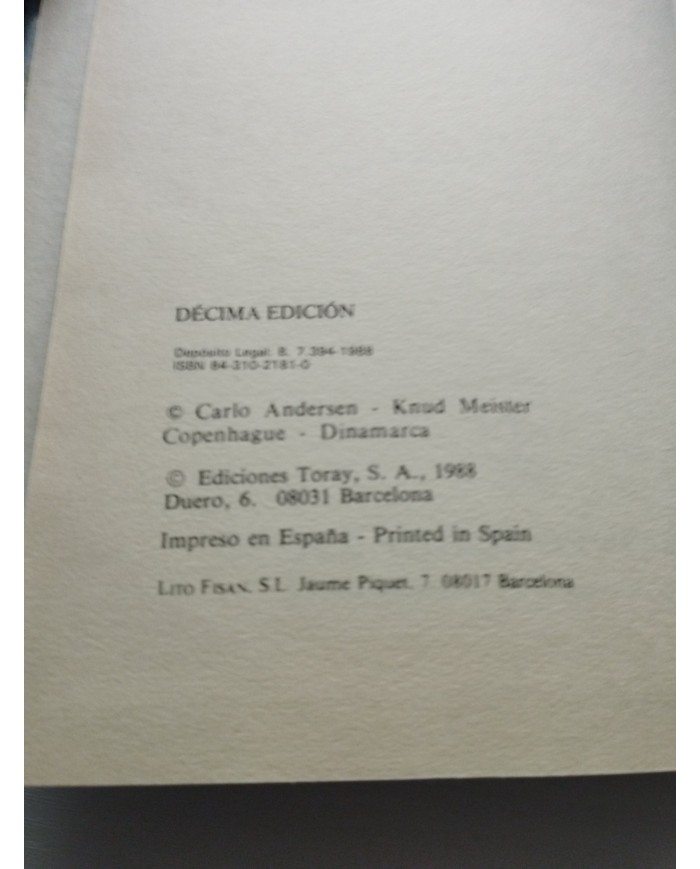 DÉCIMA EDICIÓN
Depósito Legal: B. 7.394-1988
ISBN 84-310-2181-0
© Carlo Andersen - Knud Meister
Copenhague - Dinamarca
© Ediciones Toray, S. A., 1988
Duero, 6. 08031 Barcelona
Impreso en España - Printed in Spain
LITO FISAN, S.L. Jaume Piquet, 7. 08017 Barcelona